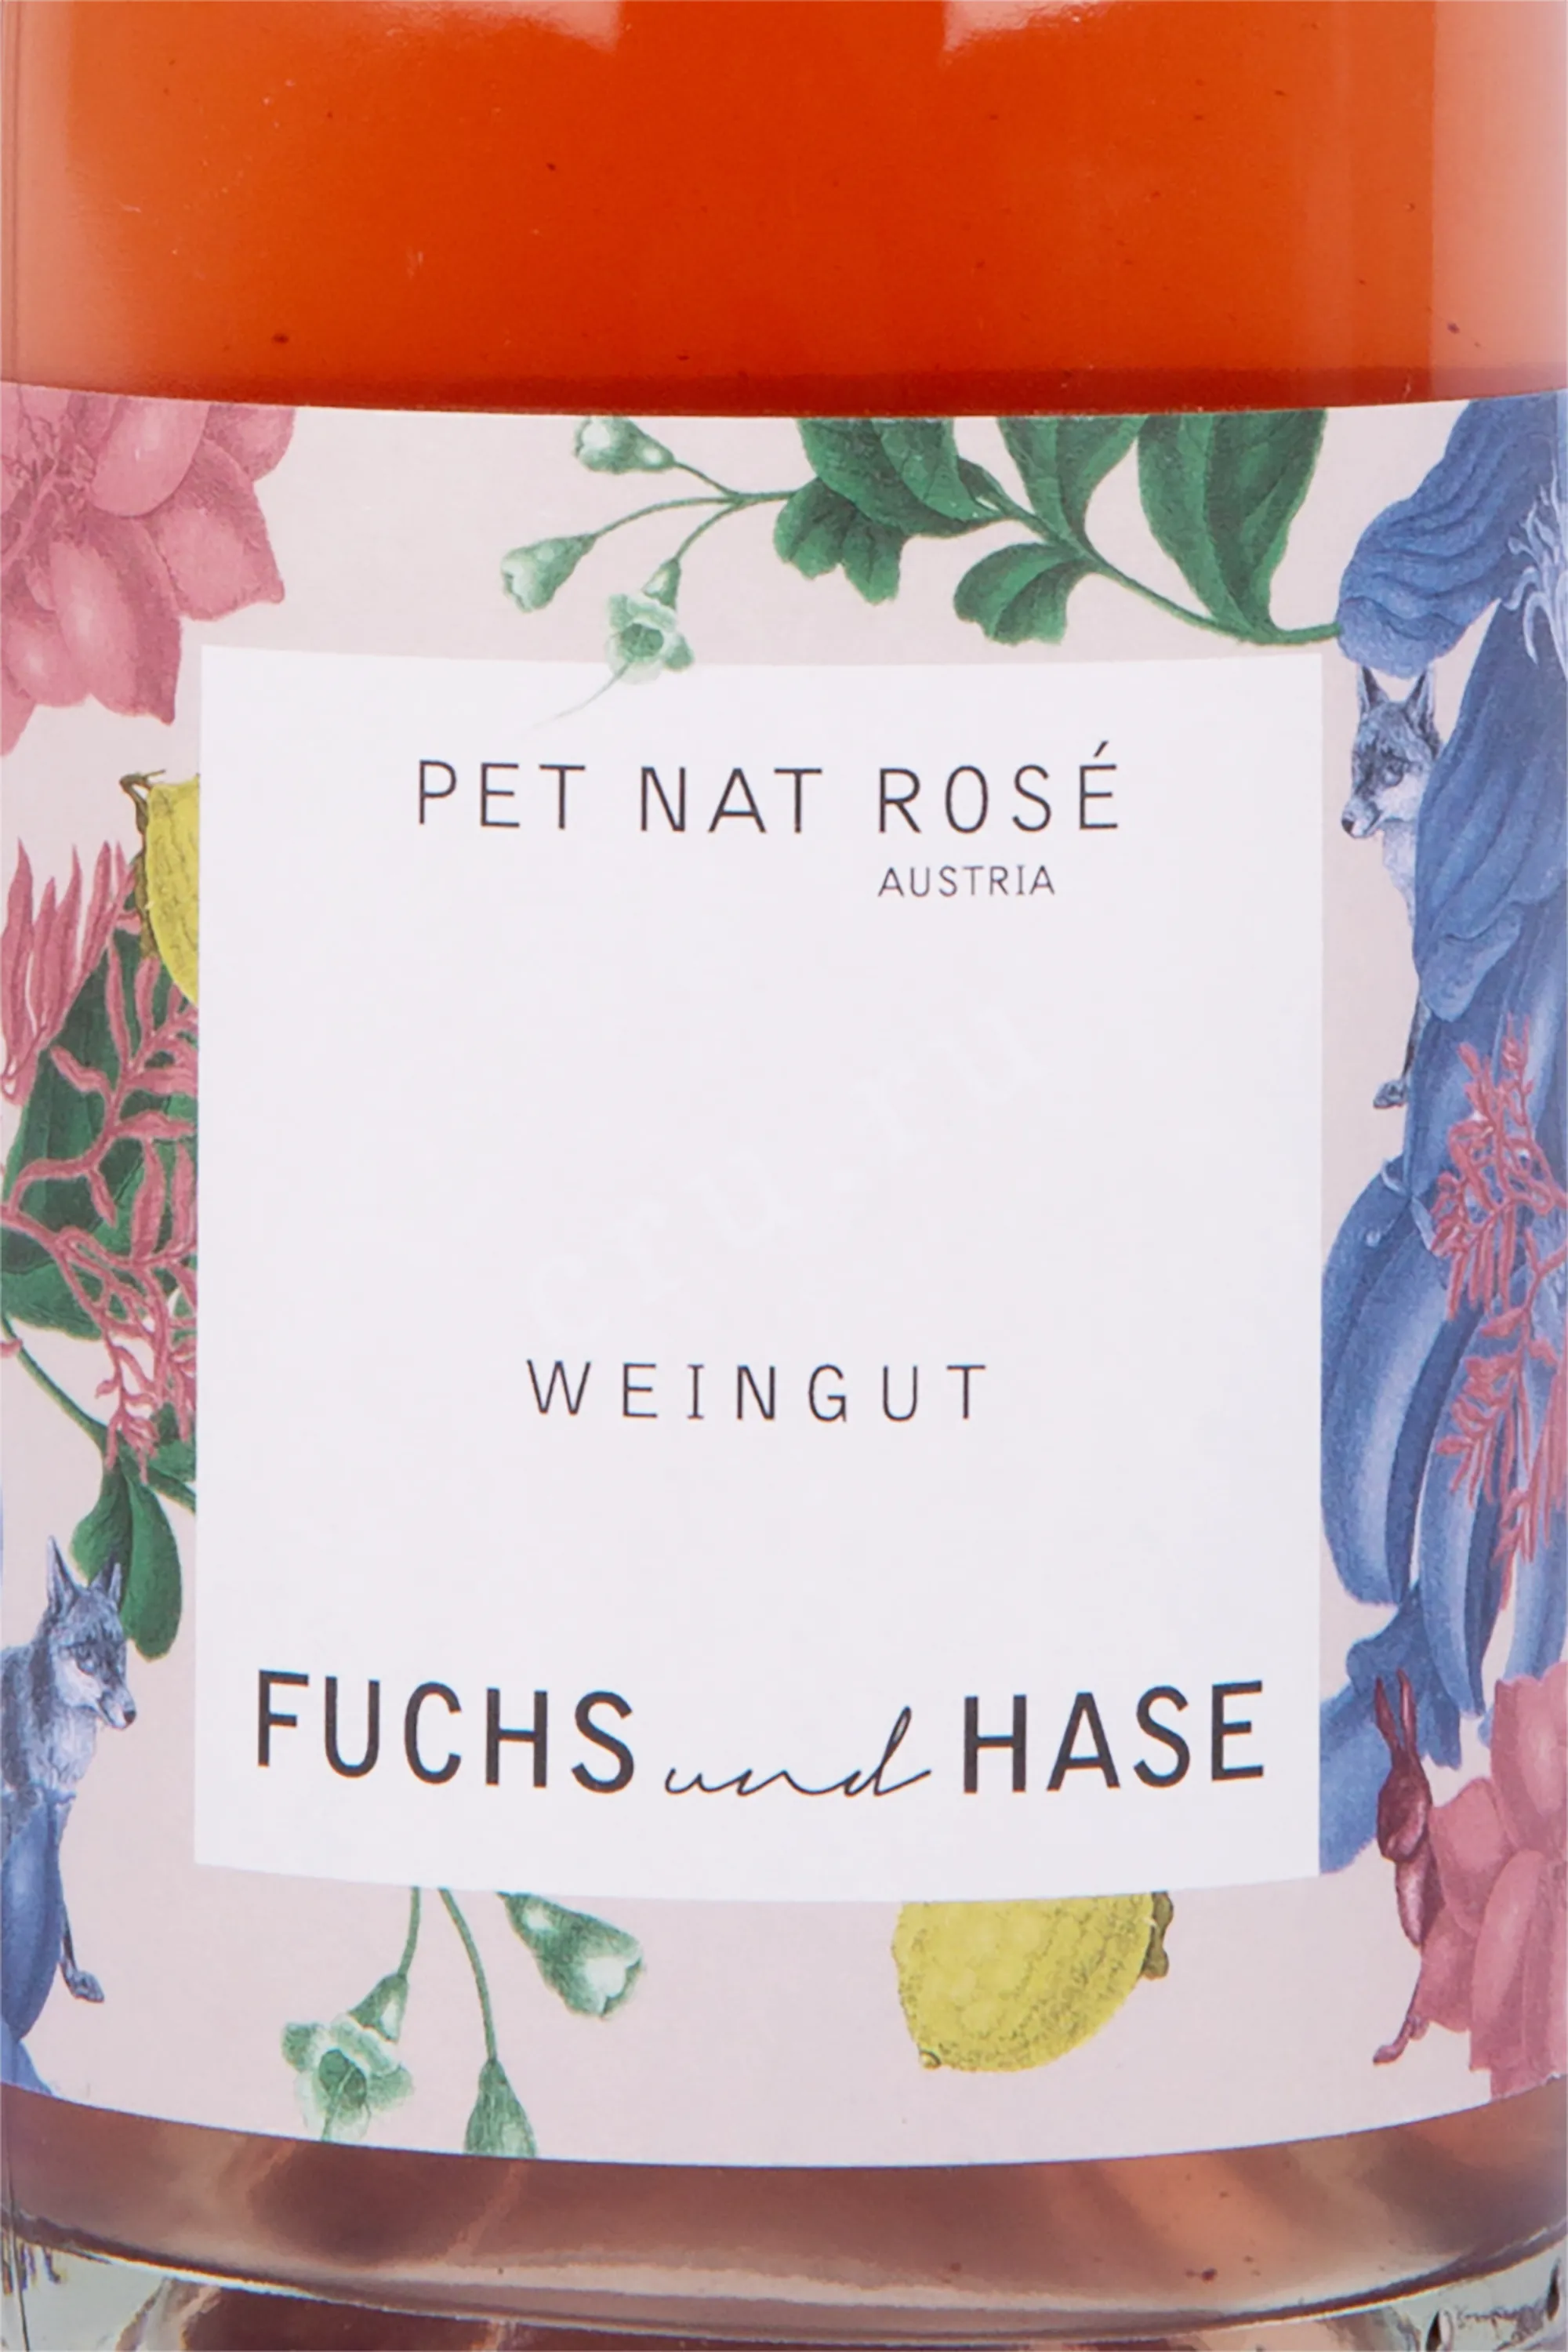 PET NAT ROSÉ
AUSTRIA
WEINGUT
FUCHS und HASE